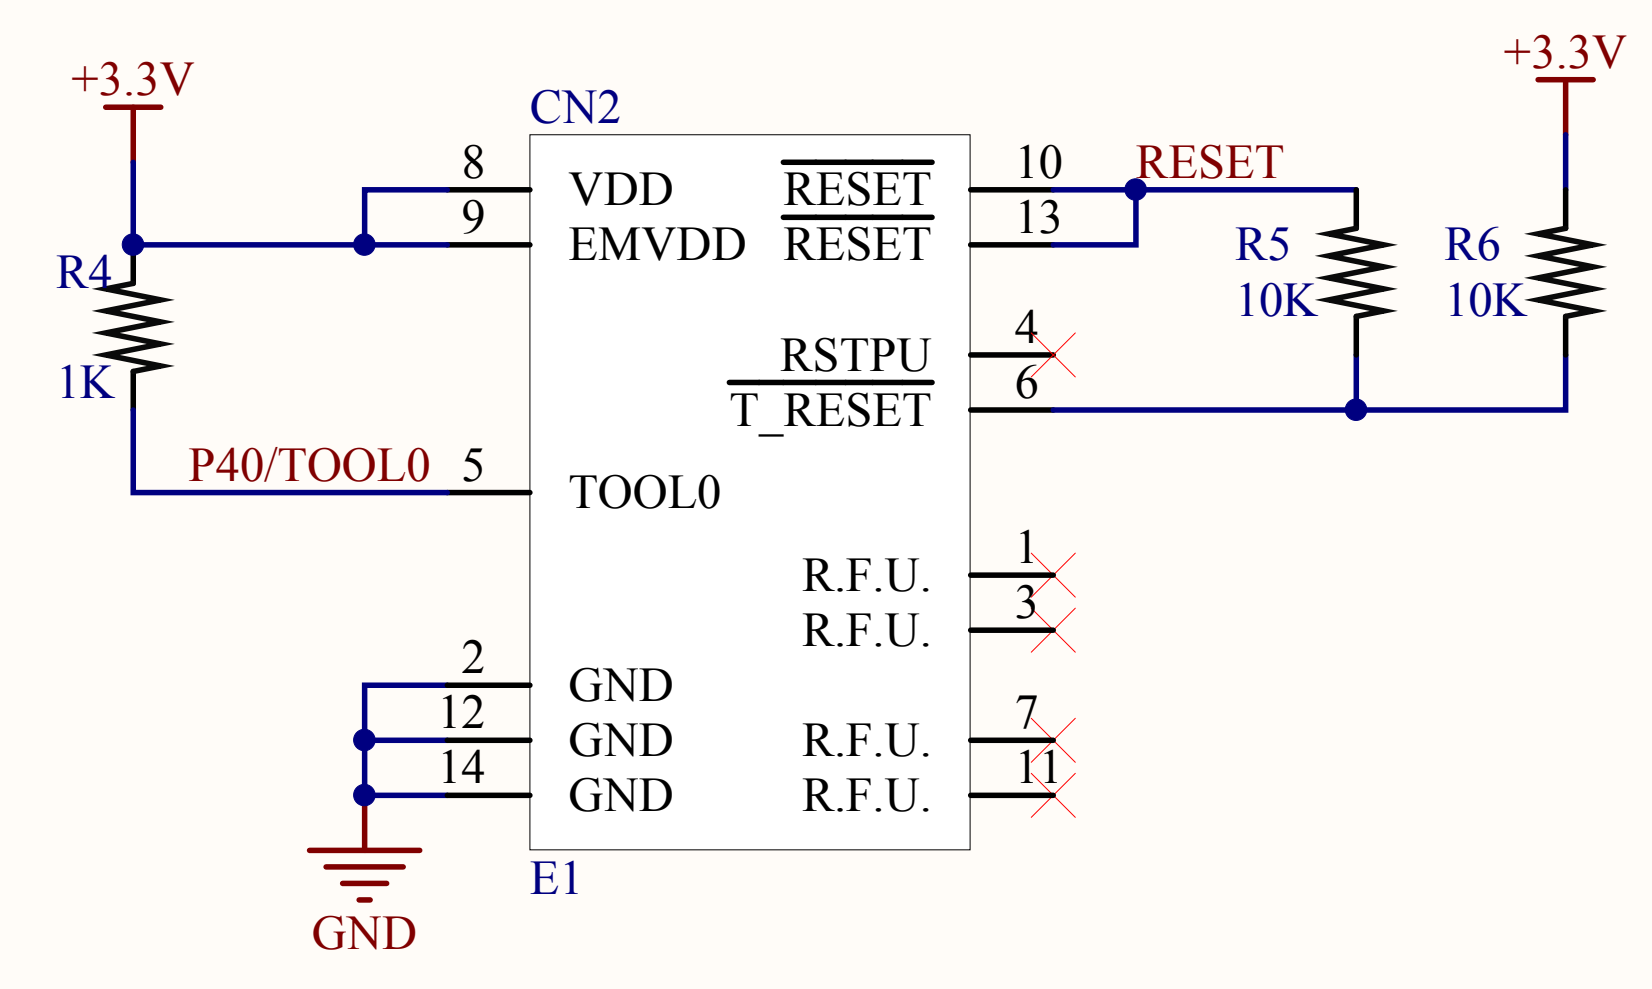 +3.3V
+3.3V
CN2
8 VDD RESET 10 RESET
9 EMVDD RESET 13
R4
1K
R5
10K
R6
10K
RSTPU 4
T_RESET 6
P40/TOOL0 5 TOOL0
R.F.U. 1
R.F.U. 3
2 GND
12 GND R.F.U. 7
14 GND R.F.U. 11
E1
GND